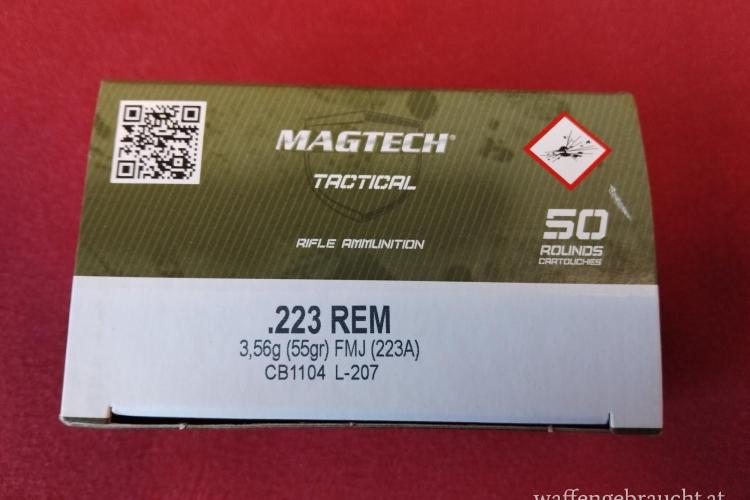 MAGTECH®
TACTICAL
RIFLE AMMUNITION
50
ROUNDS
CARTOUCHES
.223 REM
3,56g (55gr) FMJ (223A)
CB1104 L-207
waffengebraucht.at